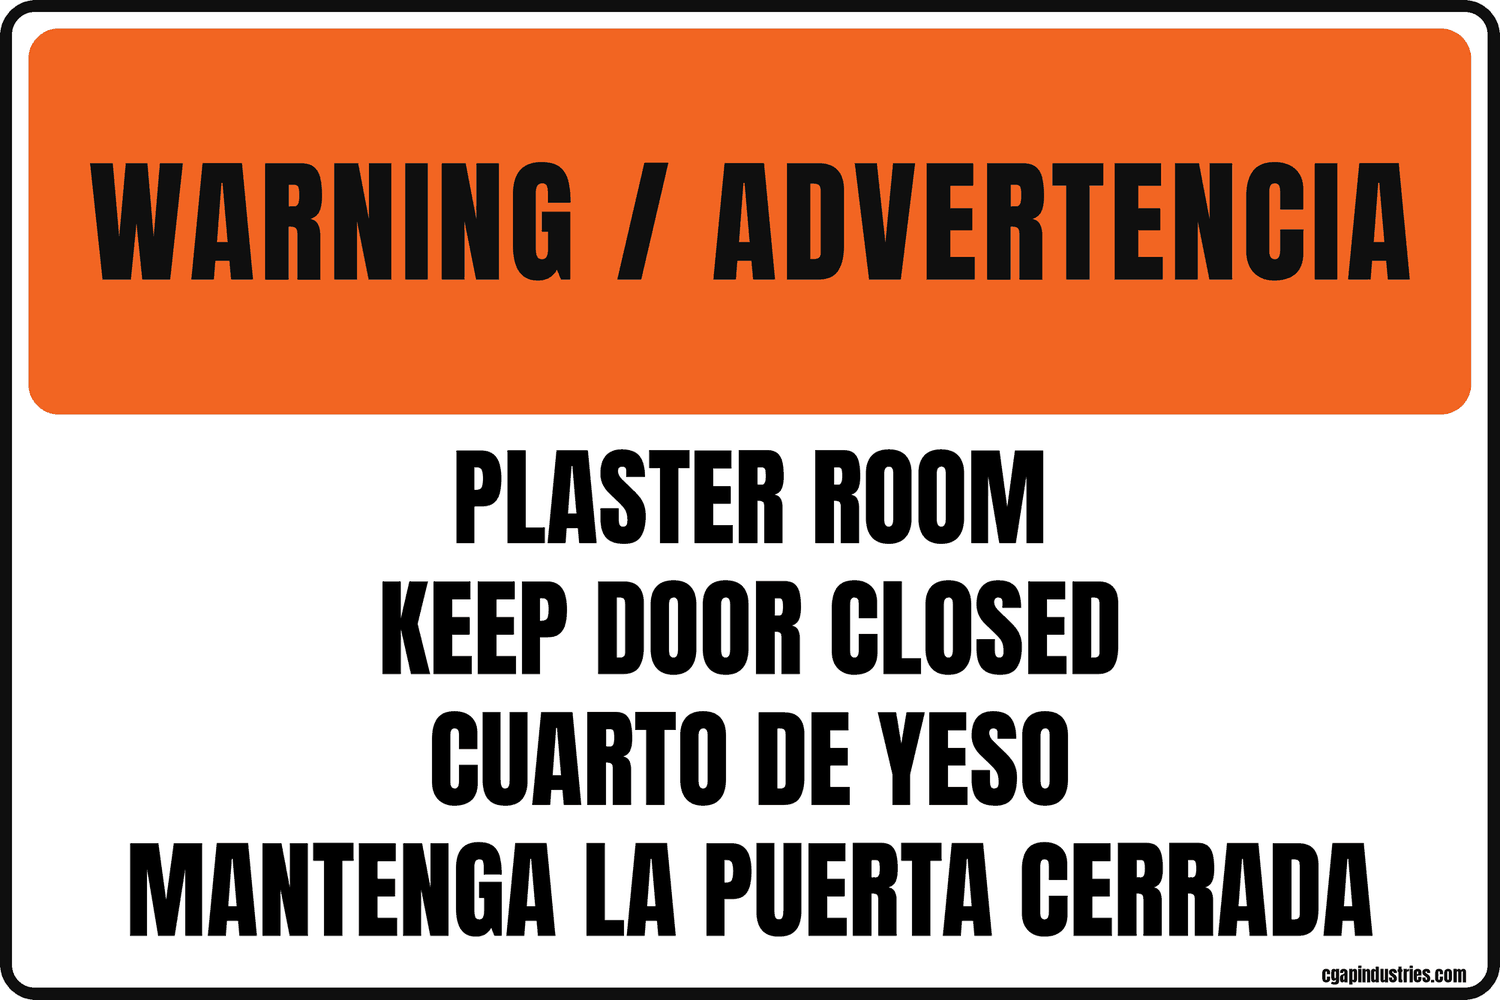 WARNING / ADVERTENCIA
PLASTER ROOM
KEEP DOOR CLOSED
CUARTO DE YESO
MANTENGA LA PUERTA CERRADA
cgapindustries.com